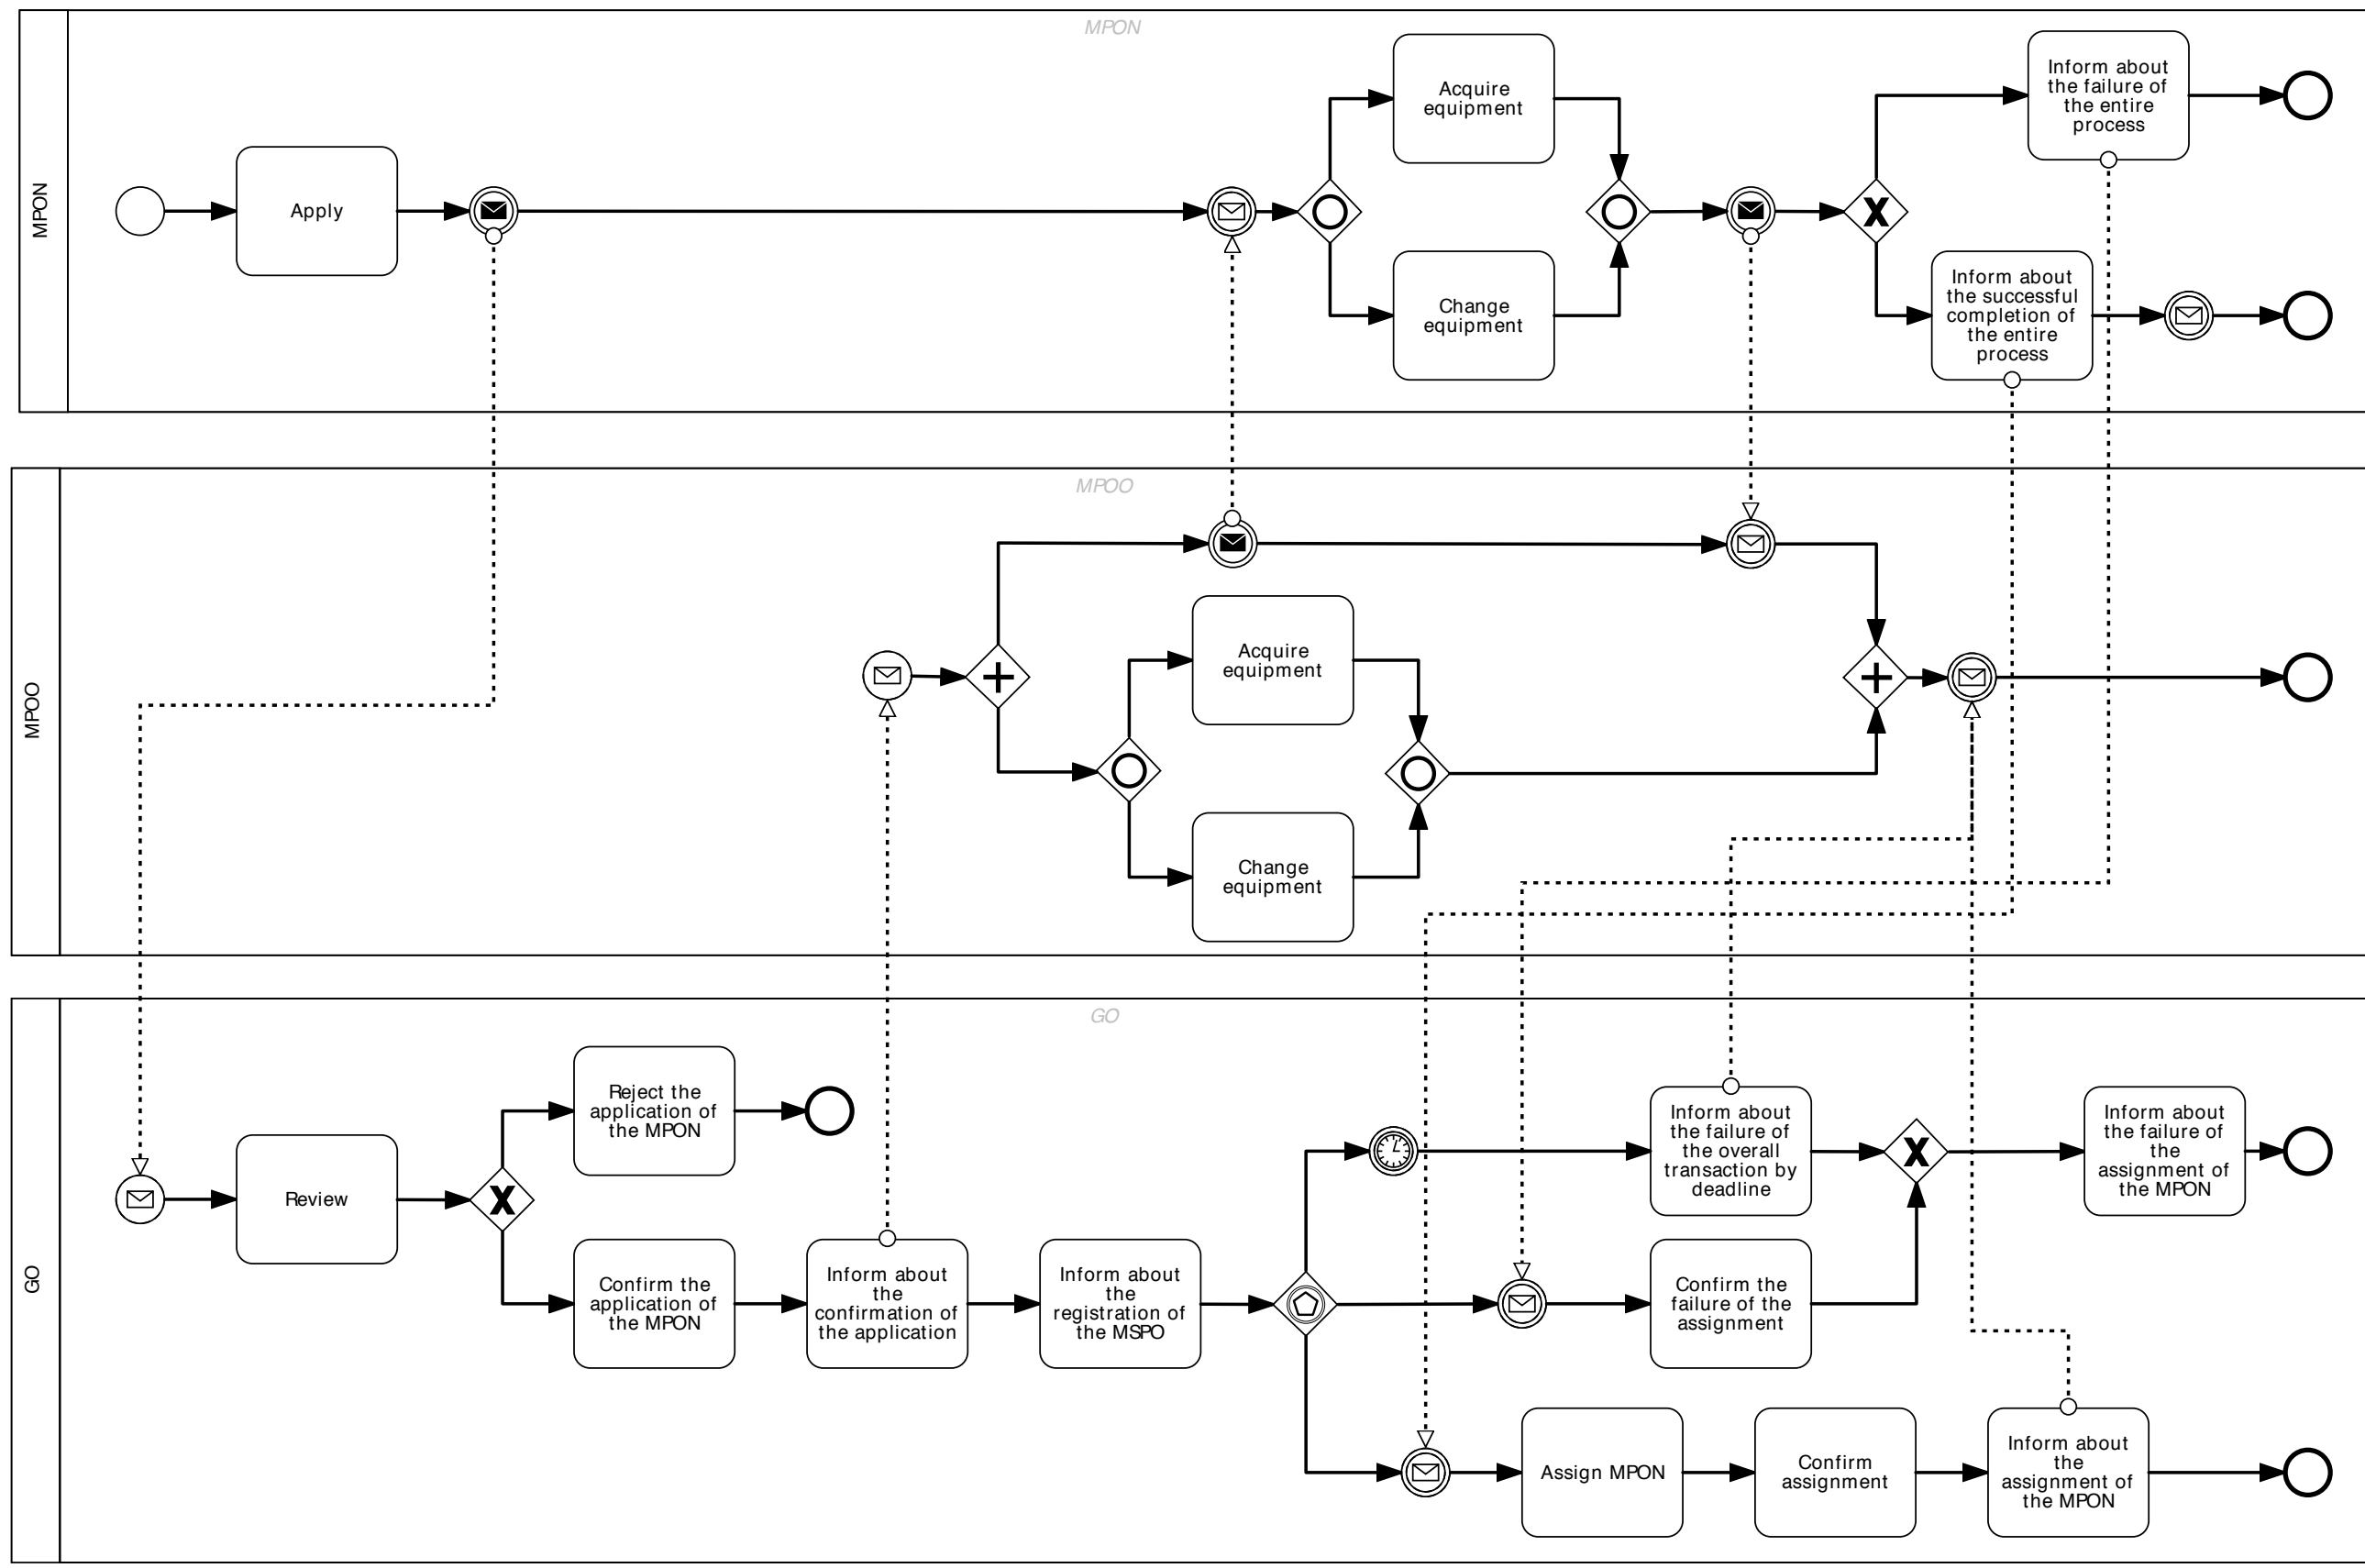 MPON
MPON
Apply
Acquire
equipment
Change
equipment
Inform about
the failure of
the entire
process
Inform about
the successful
completion of
the entire
process
MPOO
MPOO
Acquire
equipment
Change
equipment
GO
GO
Review
Reject the
application of
the MPON
Confirm the
application of
the MPON
Inform about
the
confirmation of
the application
Inform about
the
registration of
the MSPO
Inform about
the failure of
the overall
transaction by
deadline
Confirm the
failure of the
assignment
Inform about
the failure of
the
assignment of
the MPON
Assign MPON
Confirm
assignment
Inform about
the
assignment of
the MPON